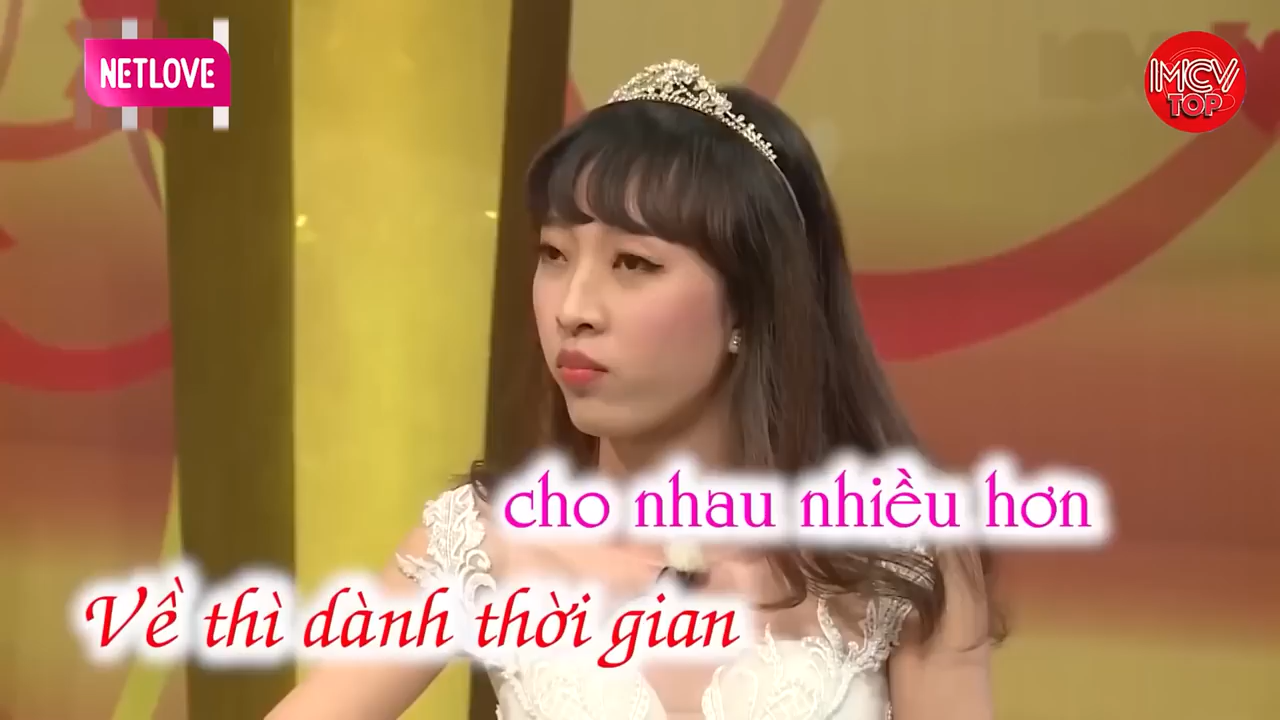 NETLOVE
MCV
TOP
cho nhau nhiều hơn
Về thì dành thời gian